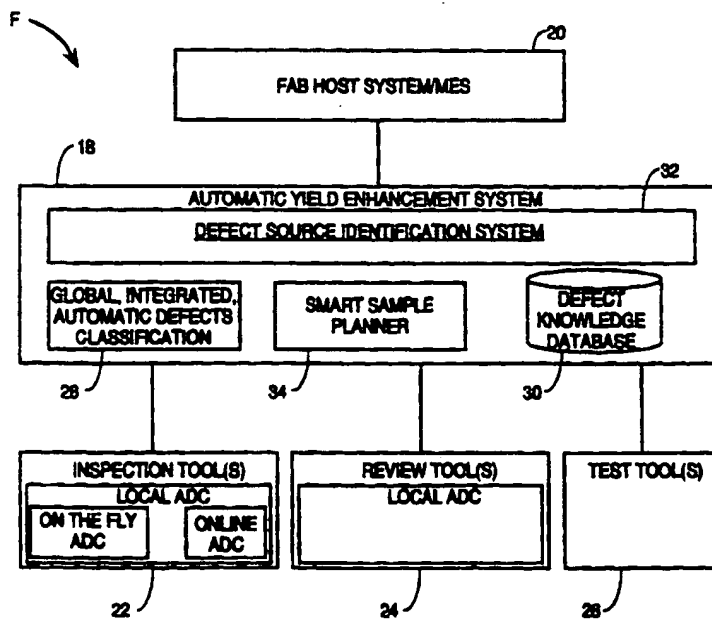 F
20
FAB HOST SYSTEM/MES
18
32
AUTOMATIC YIELD ENHANCEMENT SYSTEM
DEFECT SOURCE IDENTIFICATION SYSTEM
GLOBAL, INTEGRATED,
AUTOMATIC DEFECTS
CLASSIFICATION
SMART SAMPLE
PLANNER
DEFECT
KNOWLEDGE
DATABASE
28
34
30
INSPECTION TOOL(S)
LOCAL ADC
ON THE FLY
ADC
ONLINE
ADC
REVIEW TOOL(S)
LOCAL ADC
TEST TOOL(S)
22
24
26